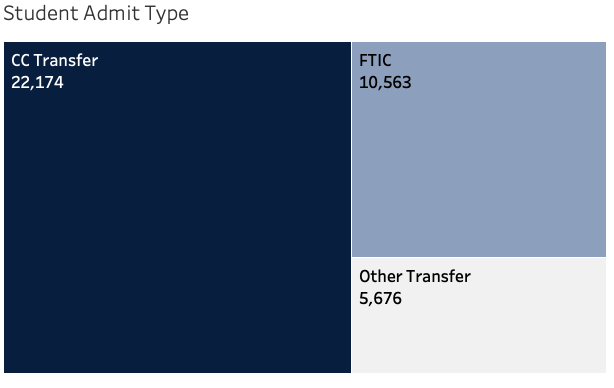 Student Admit Type
CC Transfer
22,174
FTIC
10,563
Other Transfer
5,676